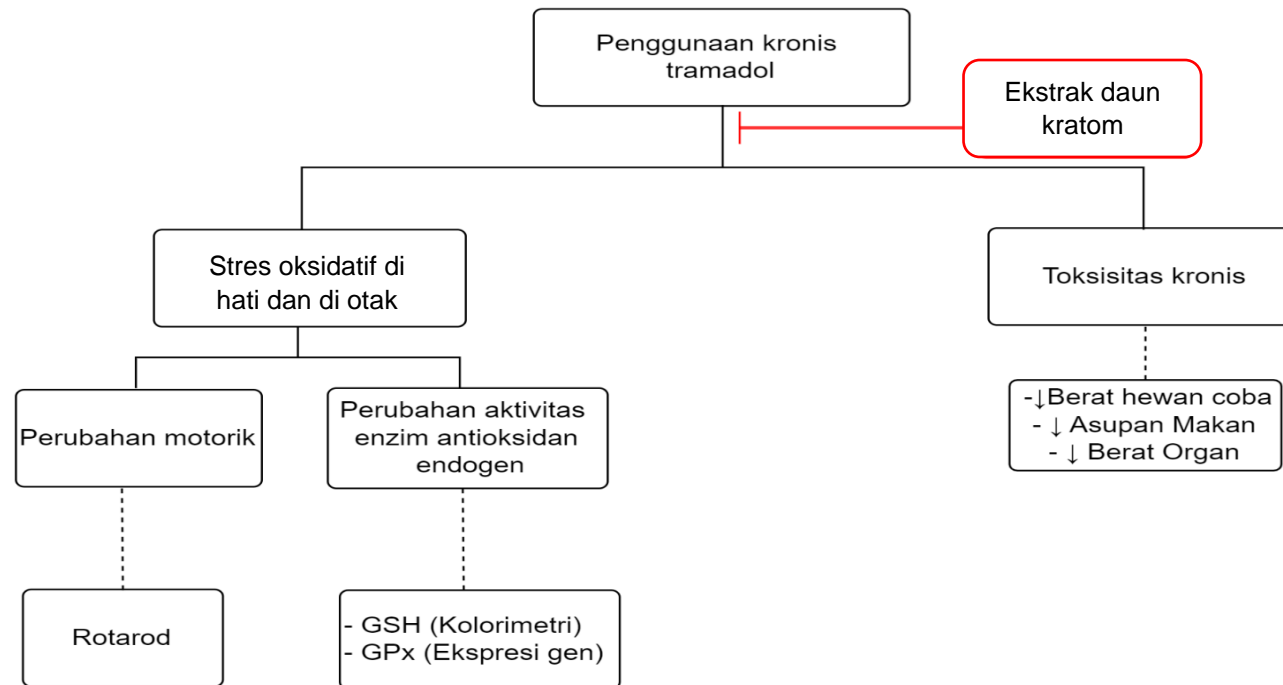 Penggunaan kronis
tramadol
Ekstrak daun
kratom
Stres oksidatif di
hati dan di otak
Toksisitas kronis
Perubahan motorik
Perubahan aktivitas
enzim antioksidan
endogen
-↓Berat hewan coba
- ↓ Asupan Makan
- ↓ Berat Organ
Rotarod
- GSH (Kolorimetri)
- GPx (Ekspresi gen)